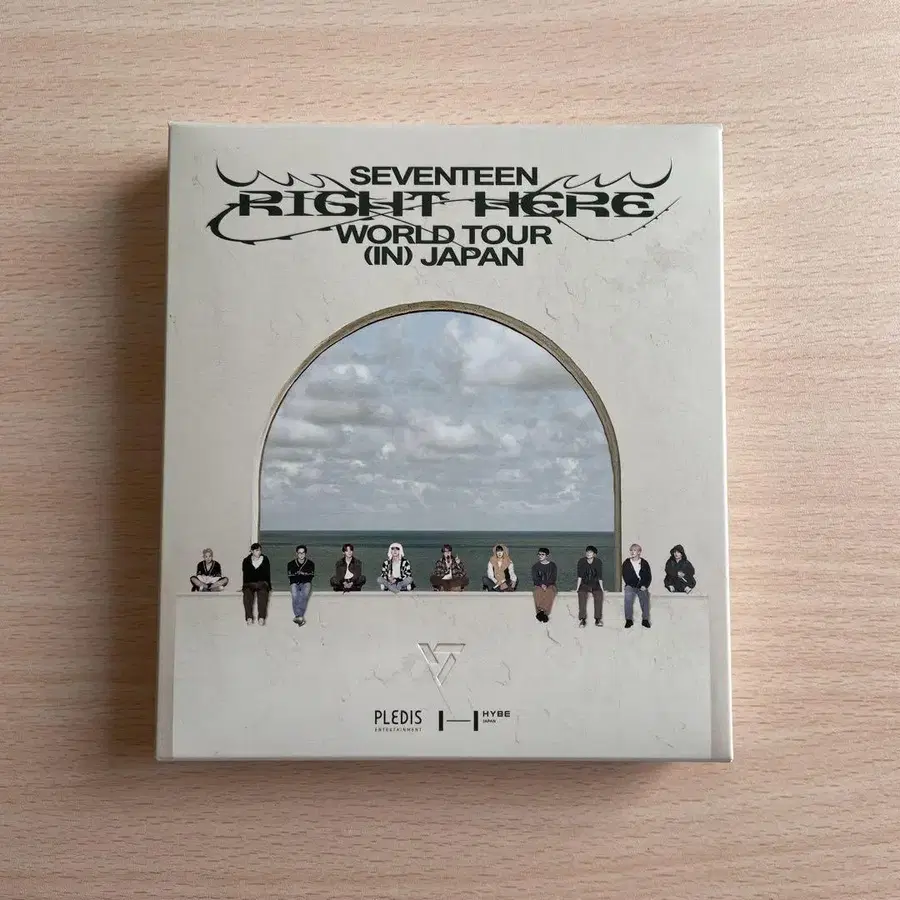 SEVENTEEN
RIGHT HERE
WORLD TOUR
(IN) JAPAN
PLEDIS
ENTERTAINMENT
HYBE
JAPAN